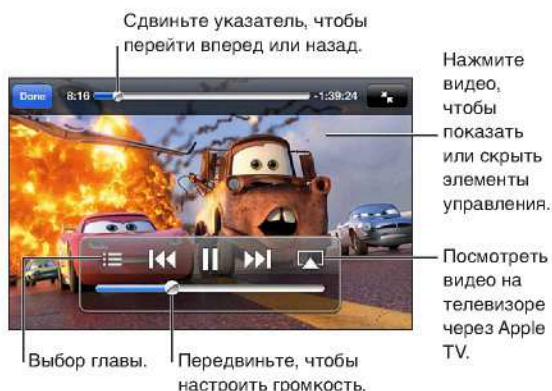 Сдвиньте указатель, чтобы
перейти вперед или назад.
Done 8:16 -1:39:24
Нажмите
видео,
чтобы
показать
или скрыть
элементы
управления.
Посмотреть
видео на
телевизоре
через Apple
TV.
Выбор главы.
Передвиньте, чтобы
настроить громкость.